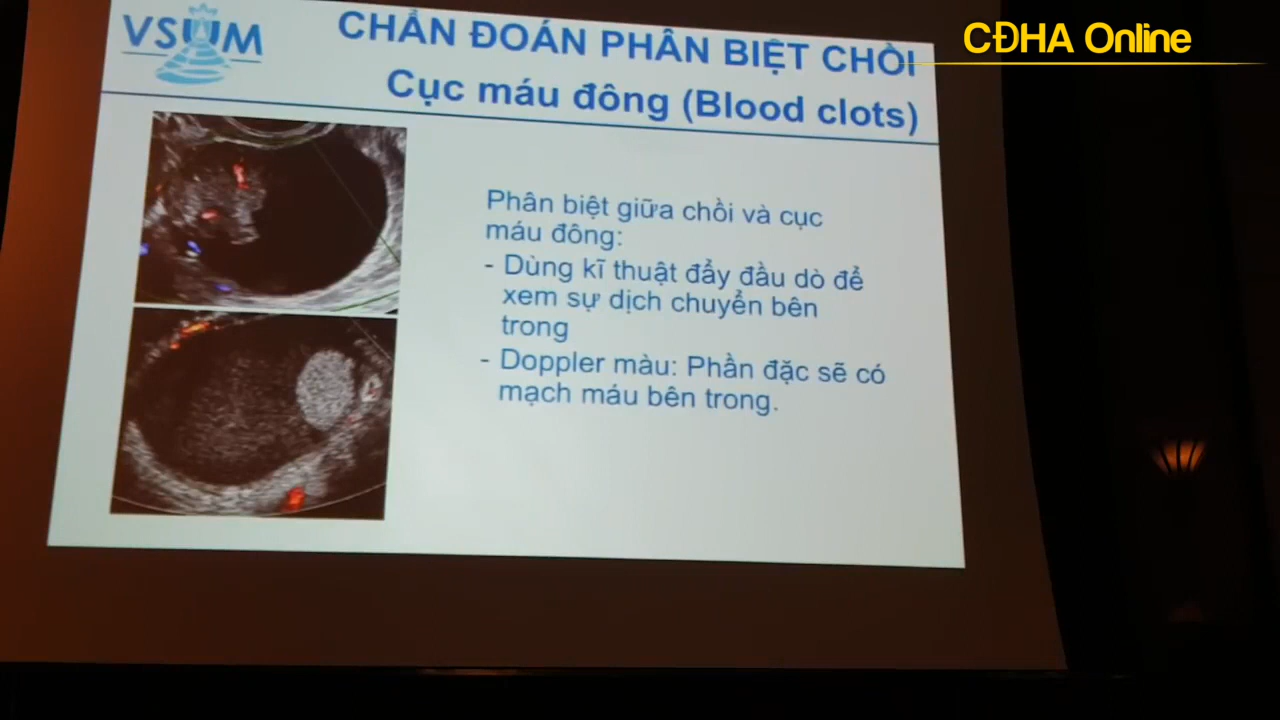 CĐHA Online
VSUM
CHẨN ĐOÁN PHÂN BIỆT CHỒI
Cục máu đông (Blood clots)
Phân biệt giữa chồi và cục
máu đông:
- Dùng kĩ thuật đẩy đầu dò để
xem sự dịch chuyển bên
trong
- Doppler màu: Phần đặc sẽ có
mạch máu bên trong.